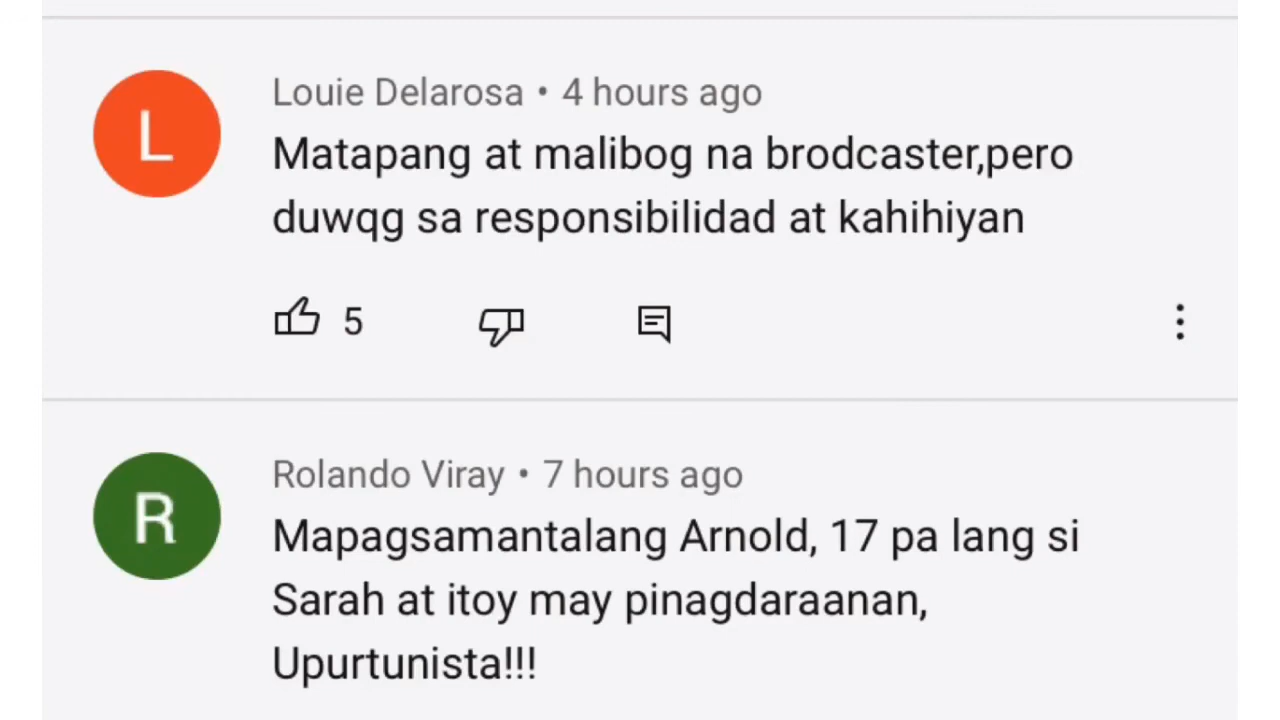 L
Louie Delarosa • 4 hours ago
Matapang at malibog na brodcaster,pero
duwqg sa responsibilidad at kahihiyan
5
R
Rolando Viray • 7 hours ago
Mapagsamantalang Arnold, 17 pa lang si
Sarah at itoy may pinagdaraanan,
Upurtunista!!!